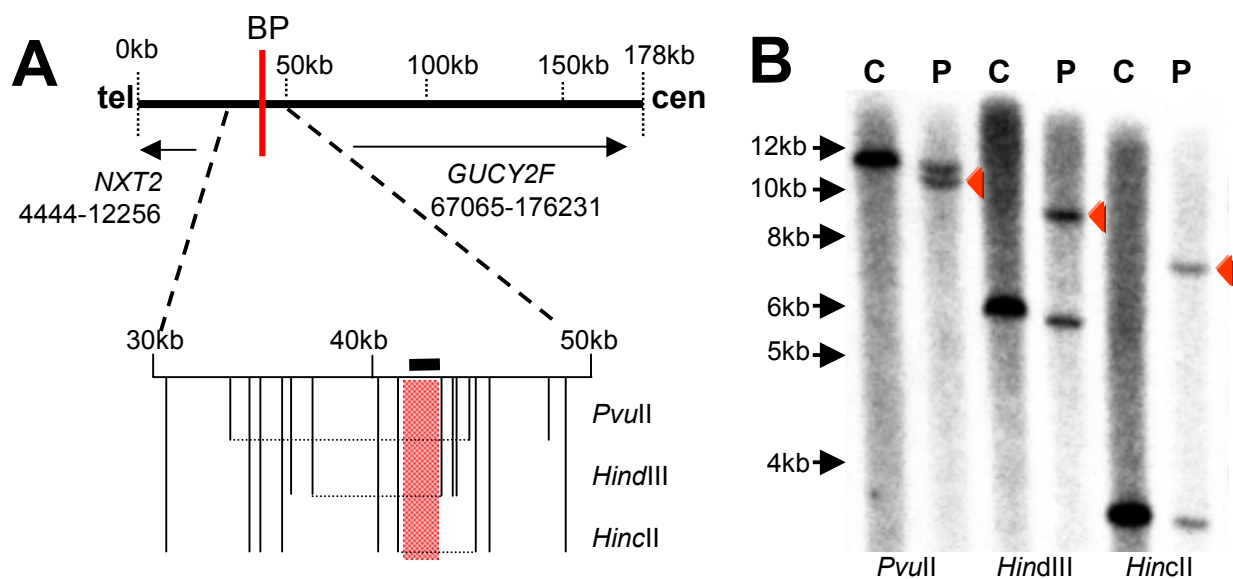 A
BP
0kb
50kb
100kb
150kb
178kb
tel
cen
NXT2
4444-12256
GUCY2F
67065-176231
30kb
40kb
50kb
PvuII
HindIII
HincII
B
C P C P C P
12kb
10kb
8kb
6kb
5kb
4kb
PvuII HindIII HincII